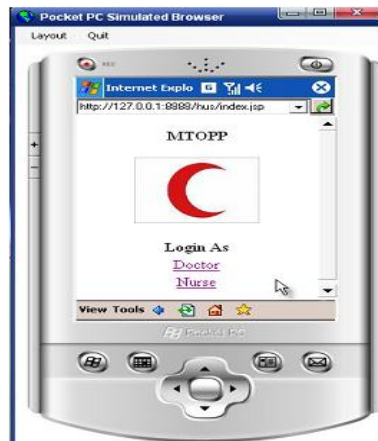 Pocket PC Simulated Browser
Layout Quit
Internet Explo
http://127.0.0.1:8888/hus/index.jsp
MTOPP
Login As
Doctor
Nurse
View Tools
Pocket PC